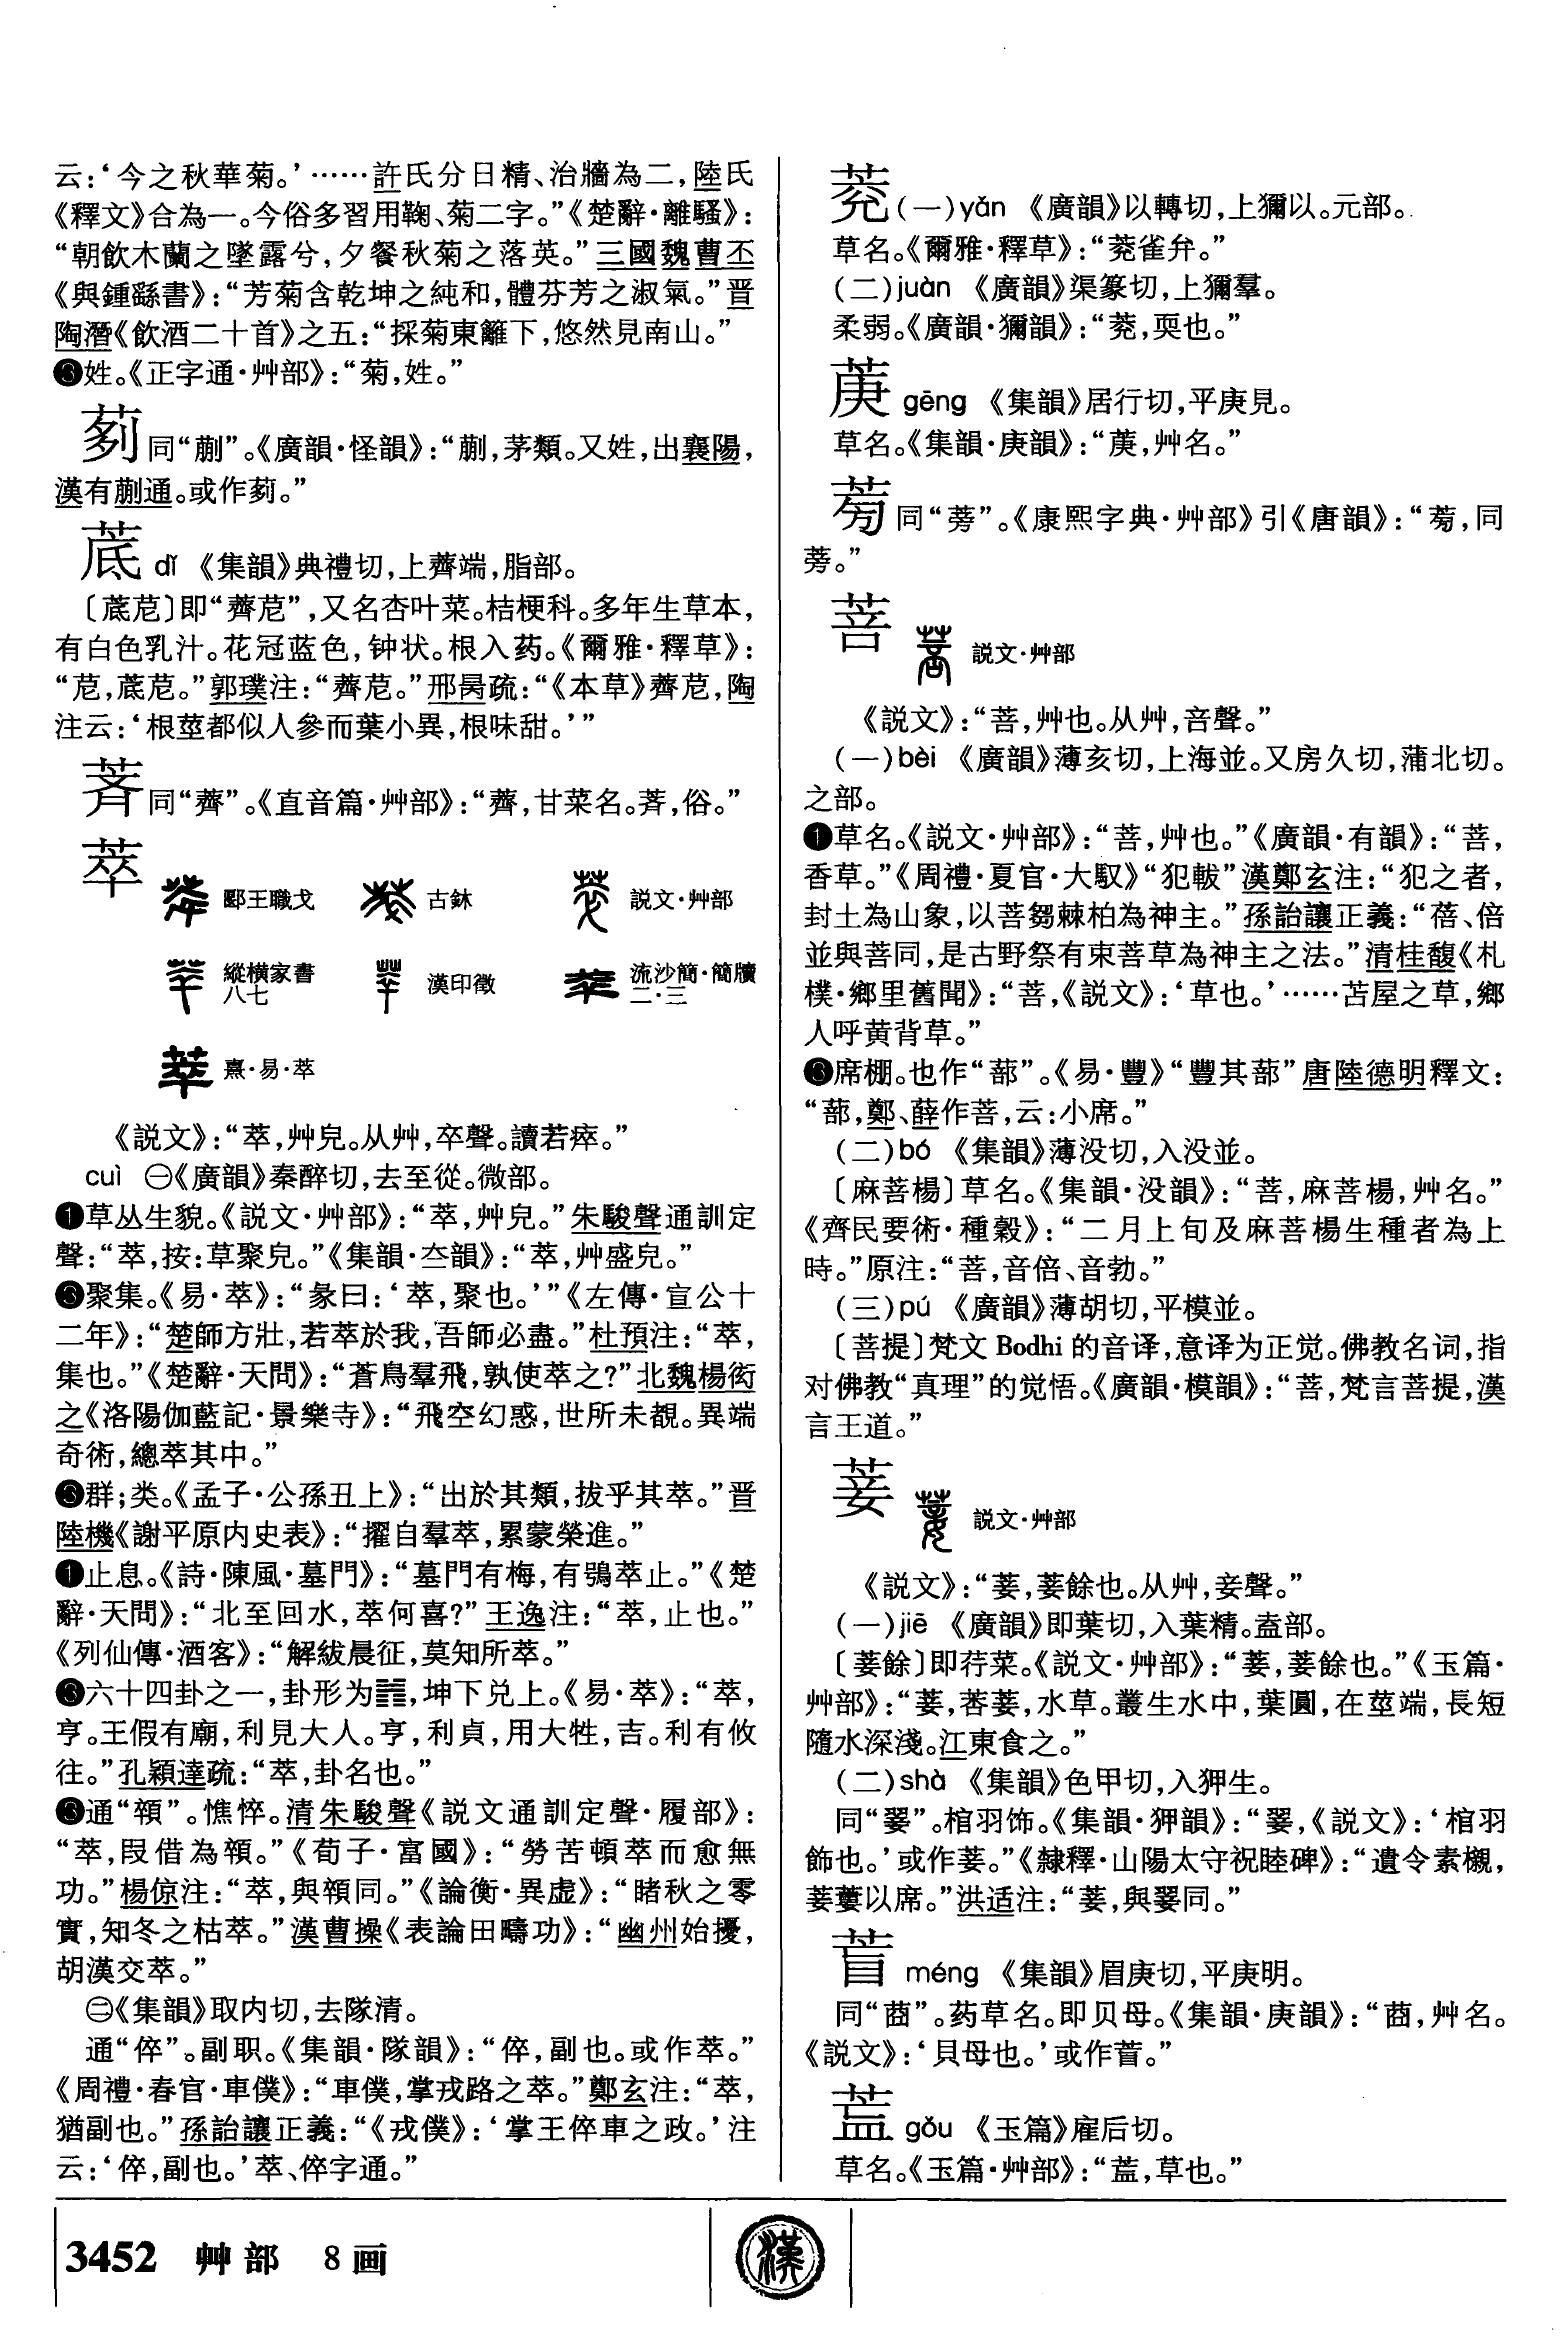 云：‘今之秋華菊。’……許氏分日精、治牆為二，陸氏
《釋文》合為一。今俗多習用鞠、菊二字。”《楚辭·離騷》：
“朝飲木蘭之墜露兮，夕餐秋菊之落英。”三國魏曹丕
《與鍾繇書》：“芳菊含乾坤之純和，體芬芳之淑氣。”晋
陶潛《飲酒二十首》之五：“採菊東籬下，悠然見南山。”
❸姓。《正字通·艸部》：“菊，姓。”
同“蒯”。《廣韻·怪韻》：“蒯，茅類。又姓，出襄陽，
漢有蒯通。或作茐。”
菧 dǐ 《集韻》典禮切，上薺端，脂部。
〔菧苨〕即“薺苨”，又名杏叶菜。桔梗科。多年生草本，
有白色乳汁。花冠蓝色，钟状。根入药。《爾雅·釋草》：
“苨，菧苨。”郭璞注：“薺苨。”邢昺疏：“《本草》薺苨，陶
注云：‘根莖都似人參而葉小異，根味甜。’”
同“薺”。《直音篇·艸部》：“薺，甘菜名。荠，俗。”
萃
郾王職戈 古鉥 説文·艸部
縱橫家書八七 漢印徵 流沙簡·簡牘二·三
熹·易·萃
《説文》：“萃，艸皃。从艸，卒聲。讀若瘁。”
cuì ㊀《廣韻》秦醉切，去至從。微部。
❶草丛生貌。《説文·艸部》：“萃，艸皃。”朱駿聲通訓定
聲：“萃，按：草聚皃。”《集韻·夳韻》：“萃，艸盛皃。”
❷聚集。《易·萃》：“彖曰：‘萃，聚也。’”《左傳·宣公十
二年》：“楚師方壯，若萃於我，吾師必盡。”杜預注：“萃，
集也。”《楚辭·天問》：“蒼鳥羣飛，孰使萃之？”北魏楊衒
之《洛陽伽藍記·景樂寺》：“飛空幻惑，世所未覩。異端
奇術，總萃其中。”
❸群；类。《孟子·公孫丑上》：“出於其類，拔乎其萃。”晋
陸機《謝平原内史表》：“擢自羣萃，累蒙榮進。”
❹止息。《詩·陳風·墓門》：“墓門有梅，有鴞萃止。”《楚
辭·天問》：“北至回水，萃何喜？”王逸注：“萃，止也。”
《列仙傳·酒客》：“解紱晨征，莫知所萃。”
❺六十四卦之一，卦形为䷬，坤下兑上。《易·萃》：“萃，
亨。王假有廟，利見大人。亨，利貞，用大牲，吉。利有攸
往。”孔穎達疏：“萃，卦名也。”
❻通“顇”。憔悴。清朱駿聲《説文通訓定聲·履部》：
“萃，叚借為顇。”《荀子·富國》：“勞苦頓萃而愈無
功。”楊倞注：“萃，與顇同。”《論衡·異虚》：“睹秋之零
實，知冬之枯萃。”漢曹操《表論田疇功》：“幽州始擾，
胡漢交萃。”
㊁《集韻》取内切，去隊清。
通“倅”。副职。《集韻·隊韻》：“倅，副也。或作萃。”
《周禮·春官·車僕》：“車僕，掌戎路之萃。”鄭玄注：“萃，
猶副也。”孫詒讓正義：“《戎僕》：‘掌王倅車之政。’注
云：‘倅，副也。’萃、倅字通。”
䓲(一)yǎn 《廣韻》以轉切，上獮以。元部。
草名。《爾雅·釋草》：“䓲雀弁。”
(二)juàn 《廣韻》渠篆切，上獮羣。
柔弱。《廣韻·獮韻》：“䓲，耎也。”
菮 gēng 《集韻》居行切，平庚見。
草名。《集韻·庚韻》：“菮，艸名。”
同“蒡”。《康熙字典·艸部》引《唐韻》：“䓖，同
蒡。”
菩
説文·艸部
《説文》：“菩，艸也。从艸，音聲。”
(一)bèi 《廣韻》薄亥切，上海並。又房久切，蒲北切。
之部。
❶草名。《説文·艸部》：“菩，艸也。”《廣韻·有韻》：“菩，
香草。”《周禮·夏官·大馭》“犯軷”漢鄭玄注：“犯之者，
封土為山象，以菩芻棘柏為神主。”孫詒讓正義：“蓓、倍
並與菩同，是古野祭有束菩草為神主之法。”清桂馥《札
樸·鄉里舊聞》：“菩，《説文》：‘草也。’……苫屋之草，鄉
人呼黄背草。”
❷席棚。也作“蔀”。《易·豐》“豐其蔀”唐陸德明釋文：
“蔀，鄭、薛作菩，云：小席。”
(二)bó 《集韻》薄没切，入没並。
〔麻菩楊〕草名。《集韻·没韻》：“菩，麻菩楊，艸名。”
《齊民要術·種穀》：“二月上旬及麻菩楊生種者為上
時。”原注：“菩，音倍、音勃。”
(三)pú 《廣韻》薄胡切，平模並。
〔菩提〕梵文 Bodhi 的音译，意译为正觉。佛教名词，指
对佛教“真理”的觉悟。《廣韻·模韻》：“菩，梵言菩提，漢
言王道。”
菨
説文·艸部
《説文》：“菨，菨餘也。从艸，妾聲。”
(一)jiē 《廣韻》即葉切，入葉精。盍部。
〔菨餘〕即荇菜。《説文·艸部》：“菨，菨餘也。”《玉篇·
艸部》：“菨，荅菨，水草。叢生水中，葉圓，在莖端，長短
隨水深淺。江東食之。”
(二)shà 《集韻》色甲切，入狎生。
同“翣”。棺羽饰。《集韻·狎韻》：“翣，《説文》：‘棺羽
飾也。’或作菨。”《隸釋·山陽太守祝睦碑》：“遺令素櫬，
菨蔞以席。”洪适注：“菨，與翣同。”
méng 《集韻》眉庚切，平庚明。
同“莔”。药草名。即贝母。《集韻·庚韻》：“莔，艸名。
《説文》：‘貝母也。’或作莔。”
gǒu 《玉篇》雇后切。
草名。《玉篇·艸部》：“，草也。”
3452 艸部 8画
漢